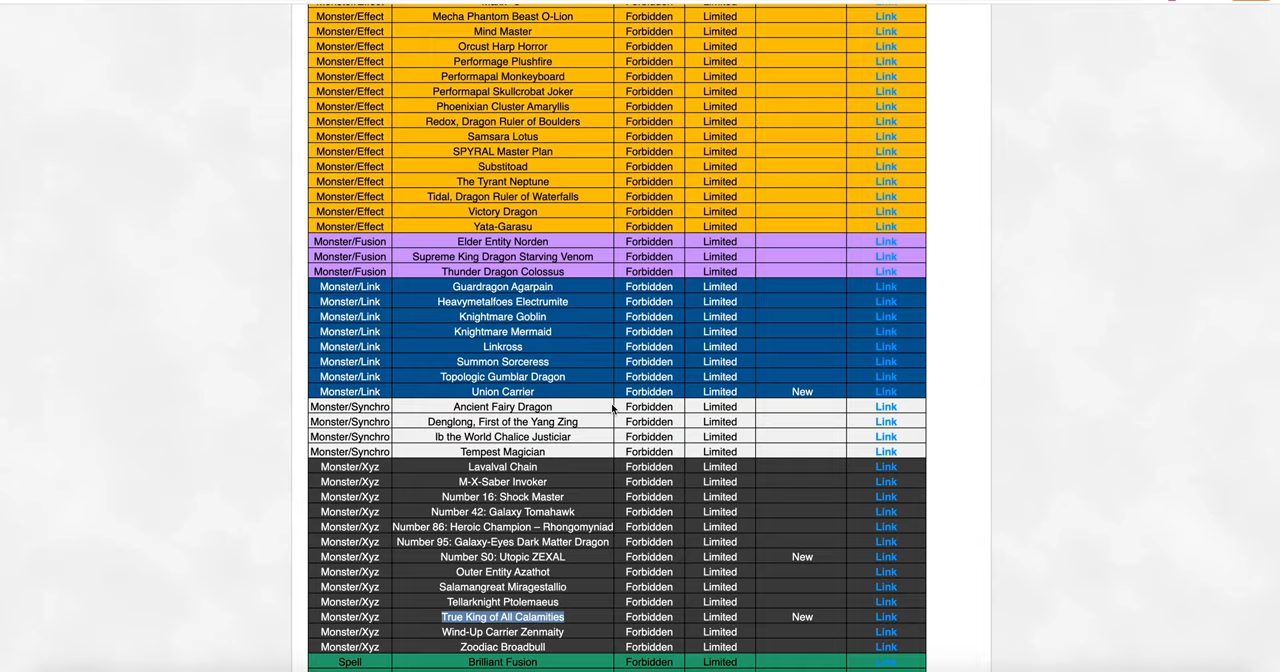 Monster/Effect Mecha Phantom Beast O-Lion Forbidden Limited Link
Monster/Effect Mind Master Forbidden Limited Link
Monster/Effect Orcust Harp Horror Forbidden Limited Link
Monster/Effect Performage Plushfire Forbidden Limited Link
Monster/Effect Performapal Monkeyboard Forbidden Limited Link
Monster/Effect Performapal Skullcrobat Joker Forbidden Limited Link
Monster/Effect Phoenixian Cluster Amaryllis Forbidden Limited Link
Monster/Effect Redox, Dragon Ruler of Boulders Forbidden Limited Link
Monster/Effect Samsara Lotus Forbidden Limited Link
Monster/Effect SPYRAL Master Plan Forbidden Limited Link
Monster/Effect Substitoad Forbidden Limited Link
Monster/Effect The Tyrant Neptune Forbidden Limited Link
Monster/Effect Tidal, Dragon Ruler of Waterfalls Forbidden Limited Link
Monster/Effect Victory Dragon Forbidden Limited Link
Monster/Effect Yata-Garasu Forbidden Limited Link
Monster/Fusion Elder Entity Norden Forbidden Limited Link
Monster/Fusion Supreme King Dragon Starving Venom Forbidden Limited Link
Monster/Fusion Thunder Dragon Colossus Forbidden Limited Link
Monster/Link Guardragon Agarpain Forbidden Limited Link
Monster/Link Heavymetalfoes Electrumite Forbidden Limited Link
Monster/Link Knightmare Goblin Forbidden Limited Link
Monster/Link Knightmare Mermaid Forbidden Limited Link
Monster/Link Linkross Forbidden Limited Link
Monster/Link Summon Sorceress Forbidden Limited Link
Monster/Link Topologic Gumblar Dragon Forbidden Limited Link
Monster/Link Union Carrier Forbidden Limited New Link
Monster/Synchro Ancient Fairy Dragon Forbidden Limited Link
Monster/Synchro Denglong, First of the Yang Zing Forbidden Limited Link
Monster/Synchro Ib the World Chalice Justiciar Forbidden Limited Link
Monster/Synchro Tempest Magician Forbidden Limited Link
Monster/Xyz Lavalval Chain Forbidden Limited Link
Monster/Xyz M-X-Saber Invoker Forbidden Limited Link
Monster/Xyz Number 16: Shock Master Forbidden Limited Link
Monster/Xyz Number 42: Galaxy Tomahawk Forbidden Limited Link
Monster/Xyz Number 86: Heroic Champion – Rhongomyniad Forbidden Limited Link
Monster/Xyz Number 95: Galaxy-Eyes Dark Matter Dragon Forbidden Limited Link
Monster/Xyz Number S0: Utopic ZEXAL Forbidden Limited New Link
Monster/Xyz Outer Entity Azathot Forbidden Limited Link
Monster/Xyz Salamangreat Miragestallio Forbidden Limited Link
Monster/Xyz Tellarknight Ptolemaeus Forbidden Limited Link
Monster/Xyz True King of All Calamities Forbidden Limited New Link
Monster/Xyz Wind-Up Carrier Zenmaity Forbidden Limited Link
Monster/Xyz Zoodiac Broadbull Forbidden Limited Link
Spell Brilliant Fusion Forbidden Limited Link